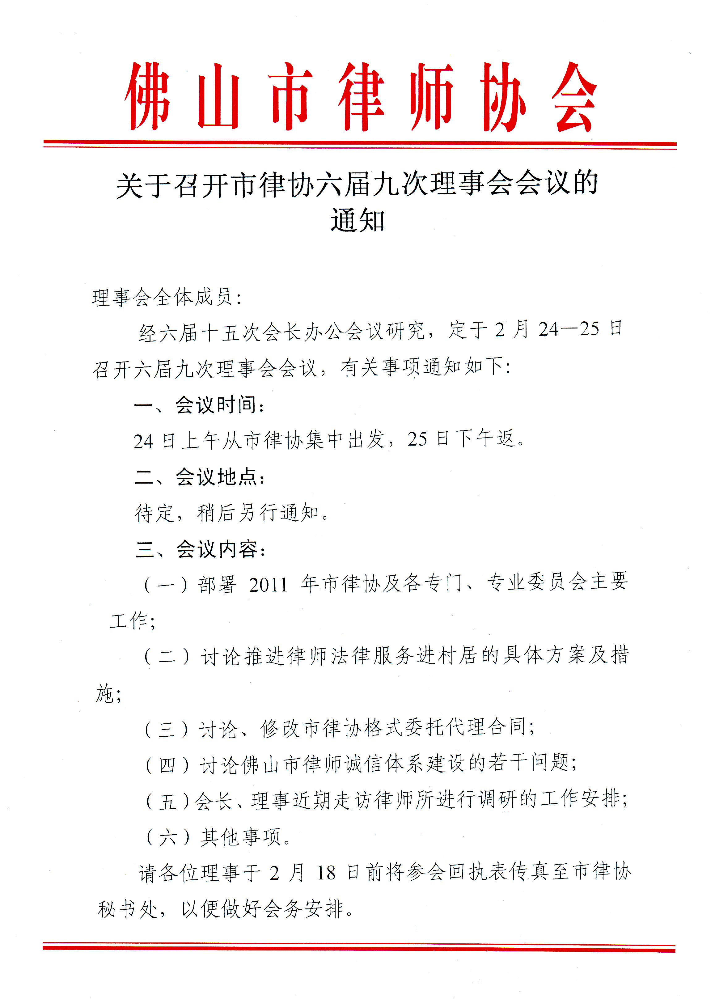 佛山市律师协会
关于召开市律协六届九次理事会会议的
通知
理事会全体成员：
经六届十五次会长办公会议研究，定于 2 月 24—25 日
召开六届九次理事会会议，有关事项通知如下：
一、会议时间：
24 日上午从市律协集中出发，25 日下午返。
二、会议地点：
待定，稍后另行通知。
三、会议内容：
（一）部署 2011 年市律协及各专门、专业委员会主要
工作；
（二）讨论推进律师法律服务进村居的具体方案及措
施；
（三）讨论、修改市律协格式委托代理合同；
（四）讨论佛山市律师诚信体系建设的若干问题；
（五）会长、理事近期走访律师所进行调研的工作安排；
（六）其他事项。
请各位理事于 2 月 18 日前将参会回执表传真至市律协
秘书处，以便做好会务安排。